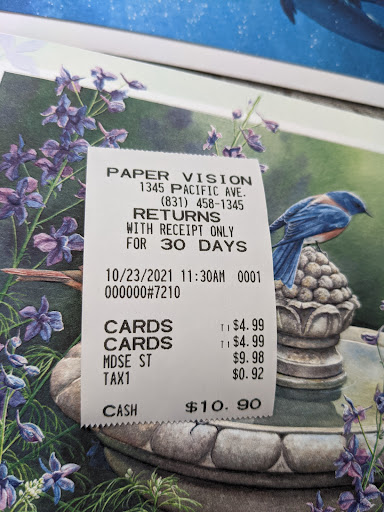 PAPER VISION
1345 PACIFIC AVE.
(831) 458-1345
RETURNS
WITH RECEIPT ONLY
FOR 30 DAYS
10/23/2021 11:30AM 0001
000000#7210
CARDS T1 $4.99
CARDS T1 $4.99
MDSE ST $9.98
TAX1 $0.92
CASH $10.90